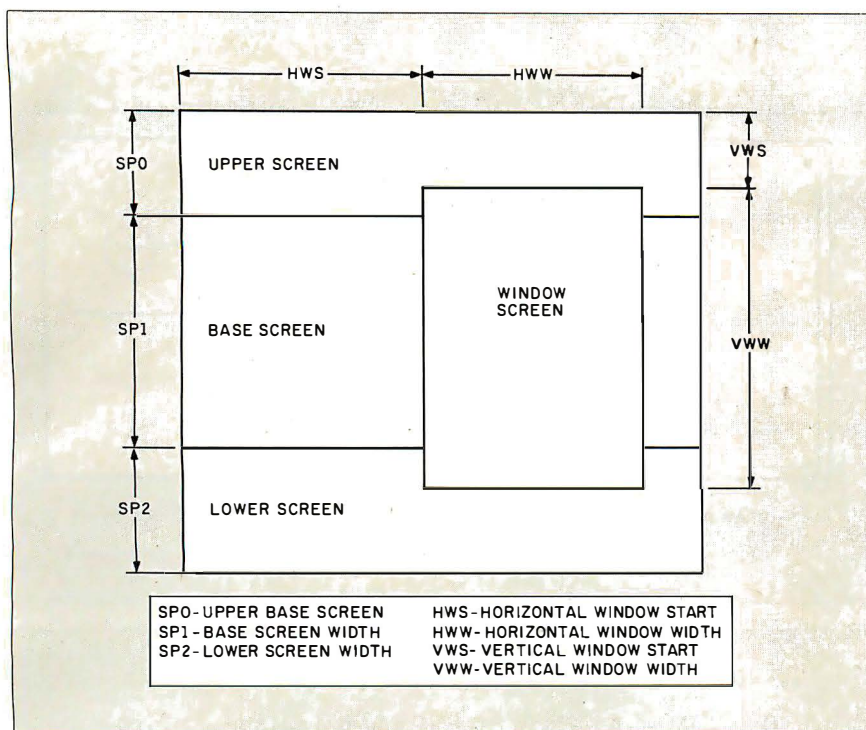 HWS
HWW
SP0
UPPER SCREEN
VWS
WINDOW
SCREEN
SP1
BASE SCREEN
VWW
SP2
LOWER SCREEN
SP0-UPPER BASE SCREEN
SP1-BASE SCREEN WIDTH
SP2-LOWER SCREEN WIDTH
HWS-HORIZONTAL WINDOW START
HWW-HORIZONTAL WINDOW WIDTH
VWS-VERTICAL WINDOW START
VWW-VERTICAL WINDOW WIDTH